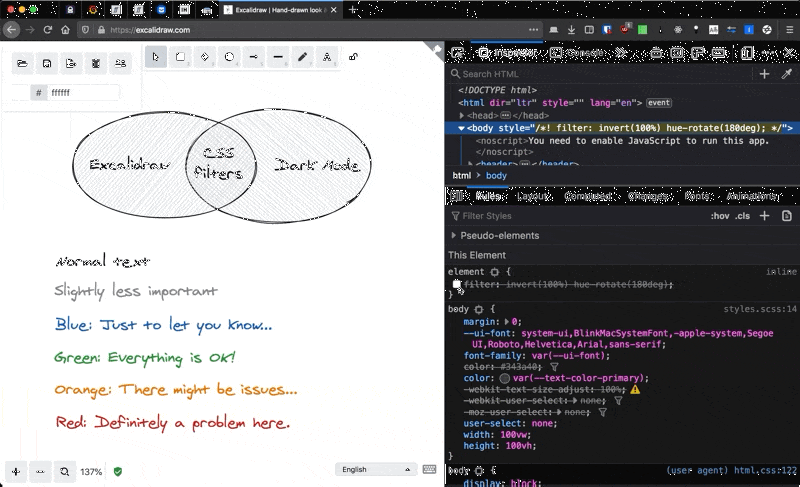 Excalidraw | Hand-drawn look
https://excalidraw.com
# ffffff
Excalidraw
CSS
filters
Dark Mode
Normal text
Slightly less important
Blue: Just to let you know...
Green: Everything is OK!
Orange: There might be issues...
Red: Definitely a problem here.
137%
English
Inspector
Console
Search HTML
<!DOCTYPE html>
<html dir="ltr" style="" lang="en"> event
<head> </head>
<body style="/*! filter: invert(100%) hue-rotate(180deg); */">
<noscript>You need to enable JavaScript to run this app.
</noscript>
<header> </header>
html > body
Rules
Layout
Computed
Changes
Fonts
Animations
Filter Styles
:hov .cls
Pseudo-elements
This Element
element { inline
filter: invert(100%) hue-rotate(180deg);
}
body { styles.scss:14
margin: 0;
--ui-font: system-ui,BlinkMacSystemFont,-apple-system,Segoe
UI,Roboto,Helvetica,Arial,sans-serif;
font-family: var(--ui-font);
color: #343a40;
color: var(--text-color-primary);
-webkit-text-size-adjust: 100%;
-webkit-user-select: none;
-moz-user-select: none;
user-select: none;
width: 100vw;
height: 100vh;
}
body { (user agent) html.css:122
display: block;